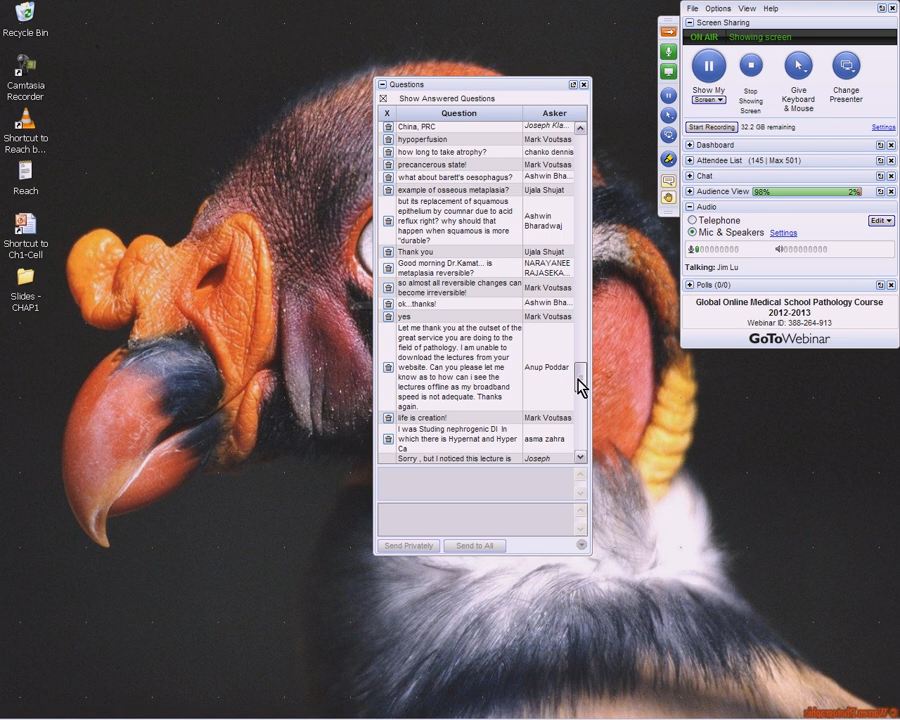 Recycle Bin
Camtasia
Recorder
Shortcut to
Reach b...
Reach
Shortcut to
Ch1-Cell
Slides -
CHAP1
Questions
Show Answered Questions
X Question Asker
China, PRC Joseph Kla...
hypoperfusion Mark Voutsas
how long to take atrophy? chanko dennis
precancerous state! Mark Voutsas
what about barett's oesophagus? Ashwin Bha...
example of osseous metaplasia? Ujala Shujat
but its replacement of squamous
epithelium by coumnar due to acid
reflux right? why should that
happen when squamous is more
"durable?
Ashwin
Bharadwaj
Thank you Ujala Shujat
Good morning Dr.Kamat... is
metaplasia reversible?
NARAYANEE
RAJASEKA...
so almost all reversible changes can
become irreversible!
Mark Voutsas
ok...thanks! Ashwin Bha...
yes Mark Voutsas
Let me thank you at the outset of the
great service you are doing to the
field of pathology. I am unable to
download the lectures from your
website. Can you please let me
know as to how can i see the
lectures offline as my broadband
speed is not adequate. Thanks
again.
Anup Poddar
life is creation! Mark Voutsas
I was Studing nephrogenic DI In
which there is Hypernat and Hyper
Ca
asma zahra
Sorry , but I noticed this lecture is Joseph
Send Privately Send to All
File Options View Help
Screen Sharing
ON AIR Showing screen
Show My
Screen
Stop
Showing
Screen
Give
Keyboard
& Mouse
Change
Presenter
Start Recording 32.2 GB remaining Settings
Dashboard
Attendee List (145 | Max 501)
Chat
Audience View 98% 2%
Audio
Telephone Edit
Mic & Speakers Settings
Talking: Jim Lu
Polls (0/0)
Global Online Medical School Pathology Course
2012-2013
Webinar ID: 388-264-913
GoToWebinar